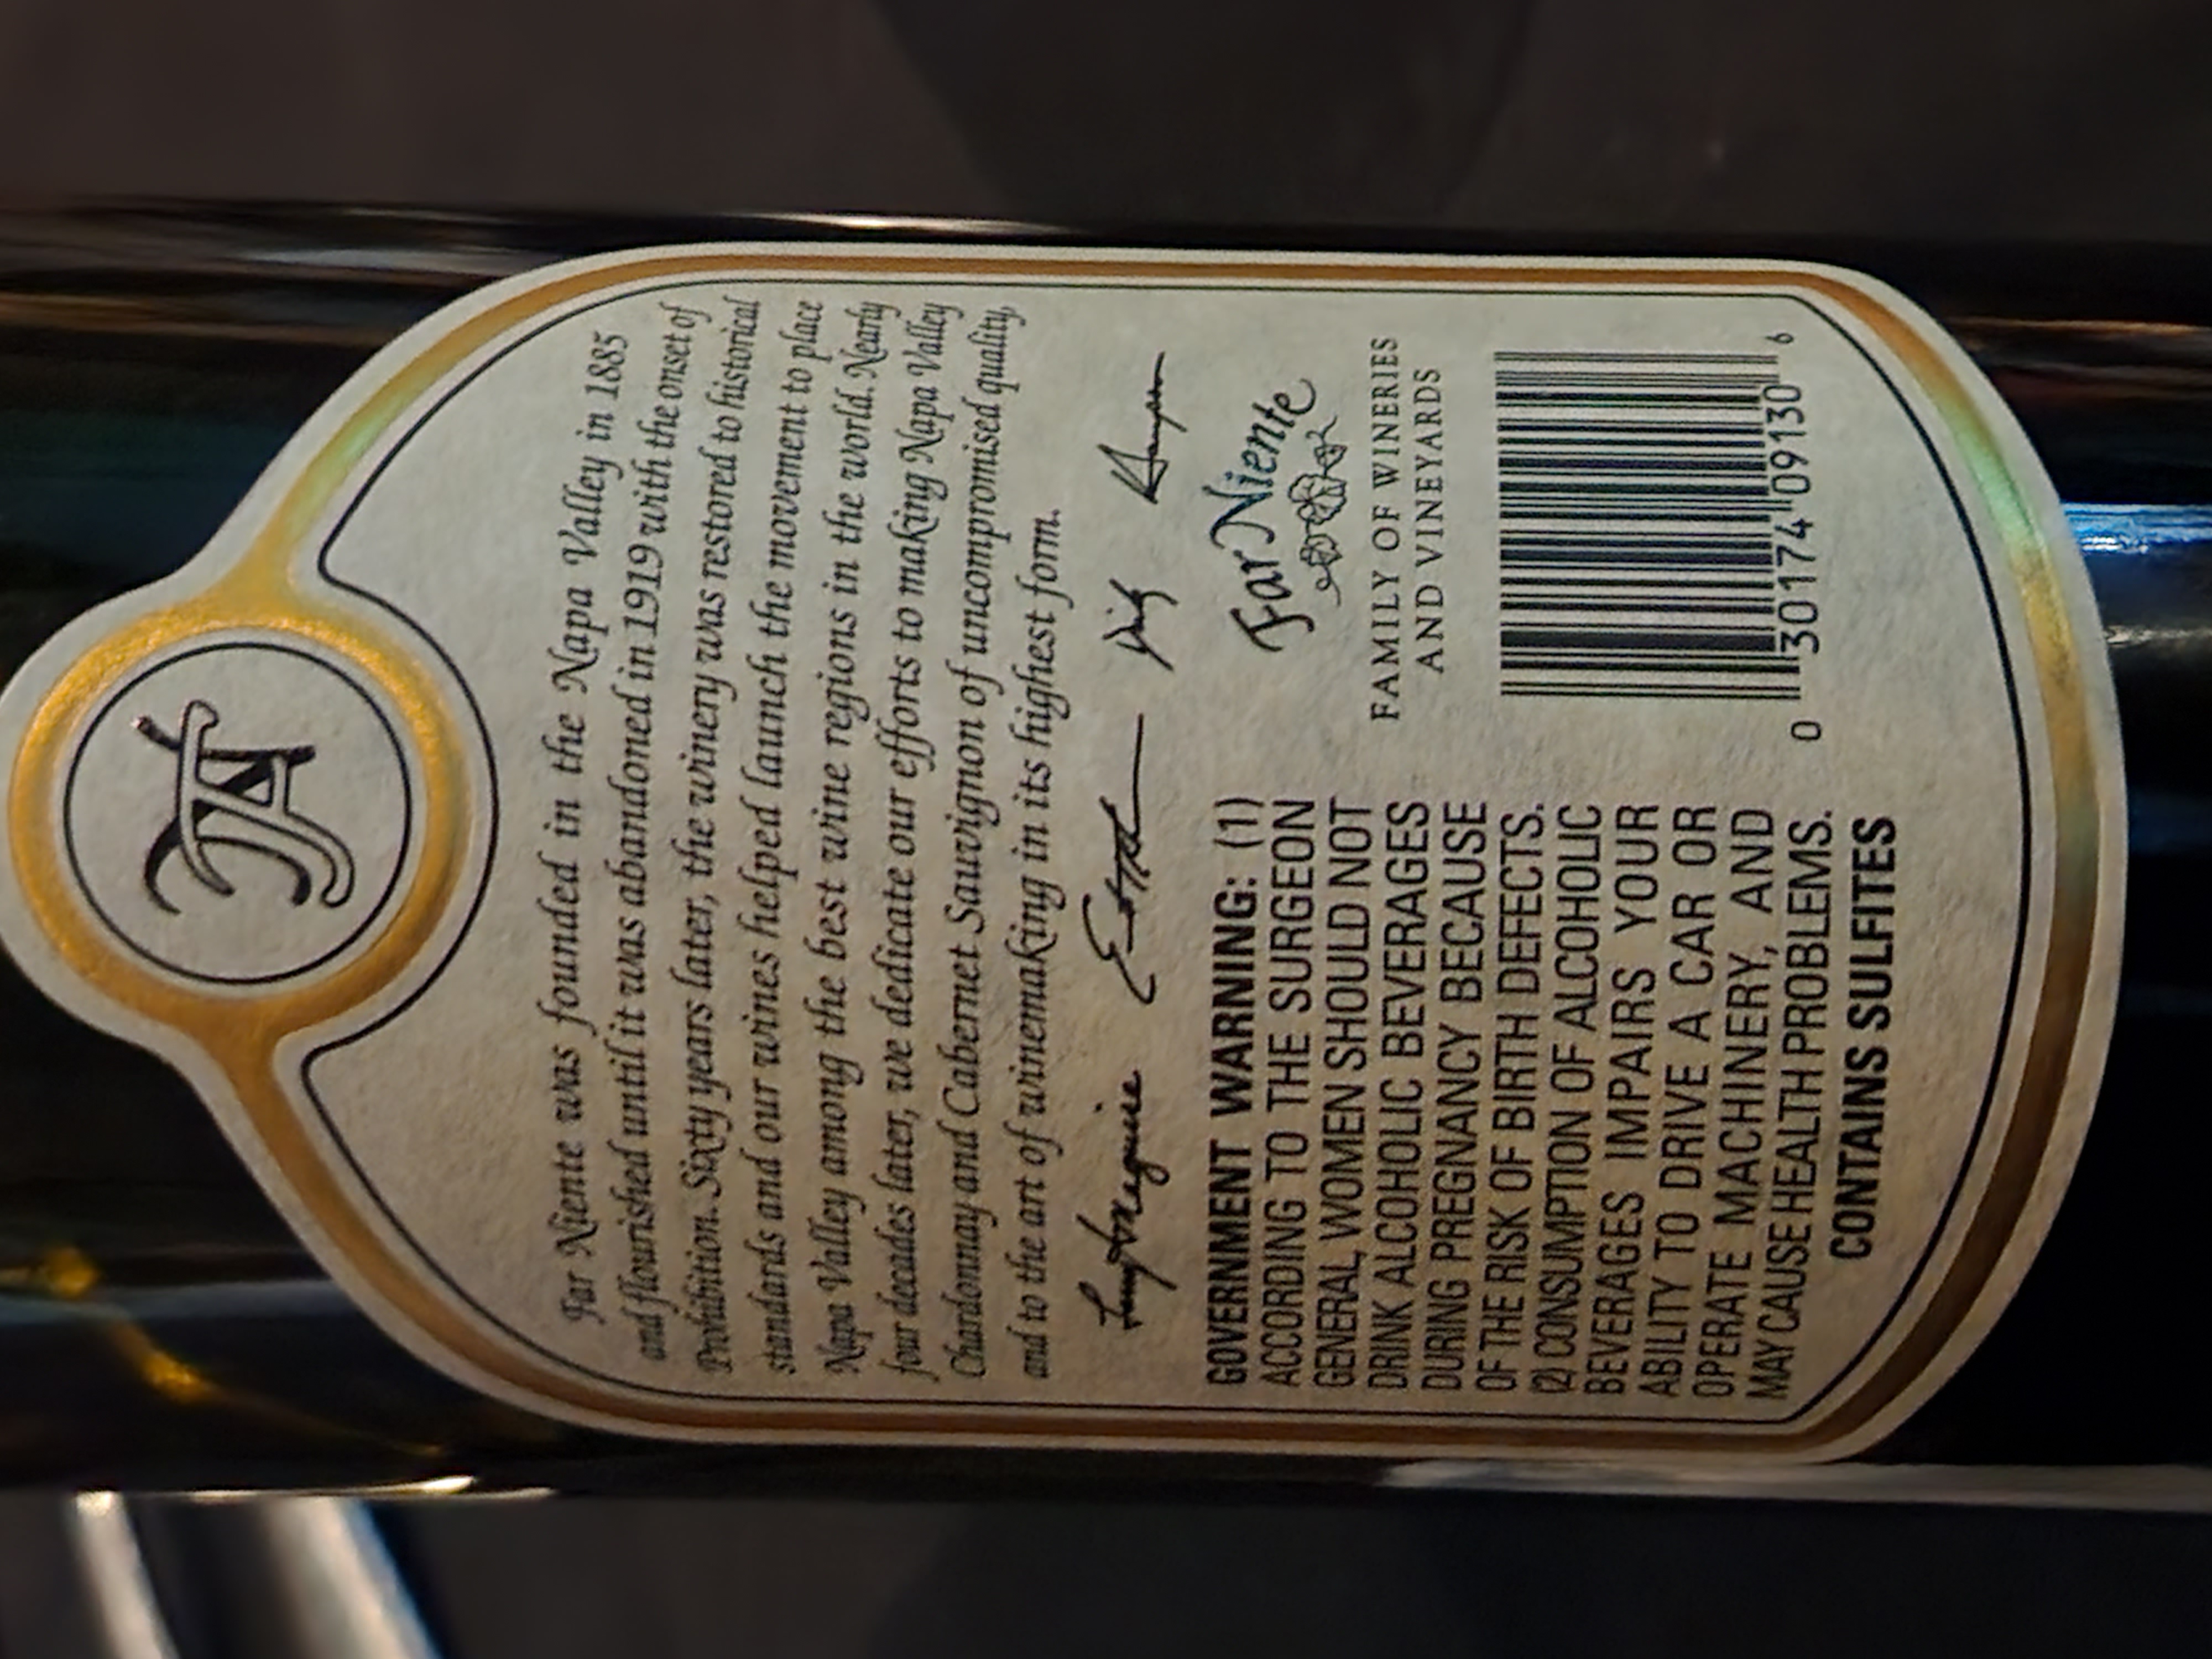 Far Niente was founded in the Napa Valley in 1885
and flourished until it was abandoned in 1919 with the onset of
Prohibition. Sixty years later, the winery was restored to historical
standards and our wines helped launch the movement to place
Napa Valley among the best wine regions in the world. Nearly
four decades later, we dedicate our efforts to making Napa Valley
Chardonnay and Cabernet Sauvignon of uncompromised quality,
and to the art of winemaking in its highest form.
GOVERNMENT WARNING: (1)
ACCORDING TO THE SURGEON
GENERAL, WOMEN SHOULD NOT
DRINK ALCOHOLIC BEVERAGES
DURING PREGNANCY BECAUSE
OF THE RISK OF BIRTH DEFECTS.
(2) CONSUMPTION OF ALCOHOLIC
BEVERAGES IMPAIRS YOUR
ABILITY TO DRIVE A CAR OR
OPERATE MACHINERY, AND
MAY CAUSE HEALTH PROBLEMS.
CONTAINS SULFITES
Far Niente
FAMILY OF WINERIES
AND VINEYARDS
0 30174 09130 6